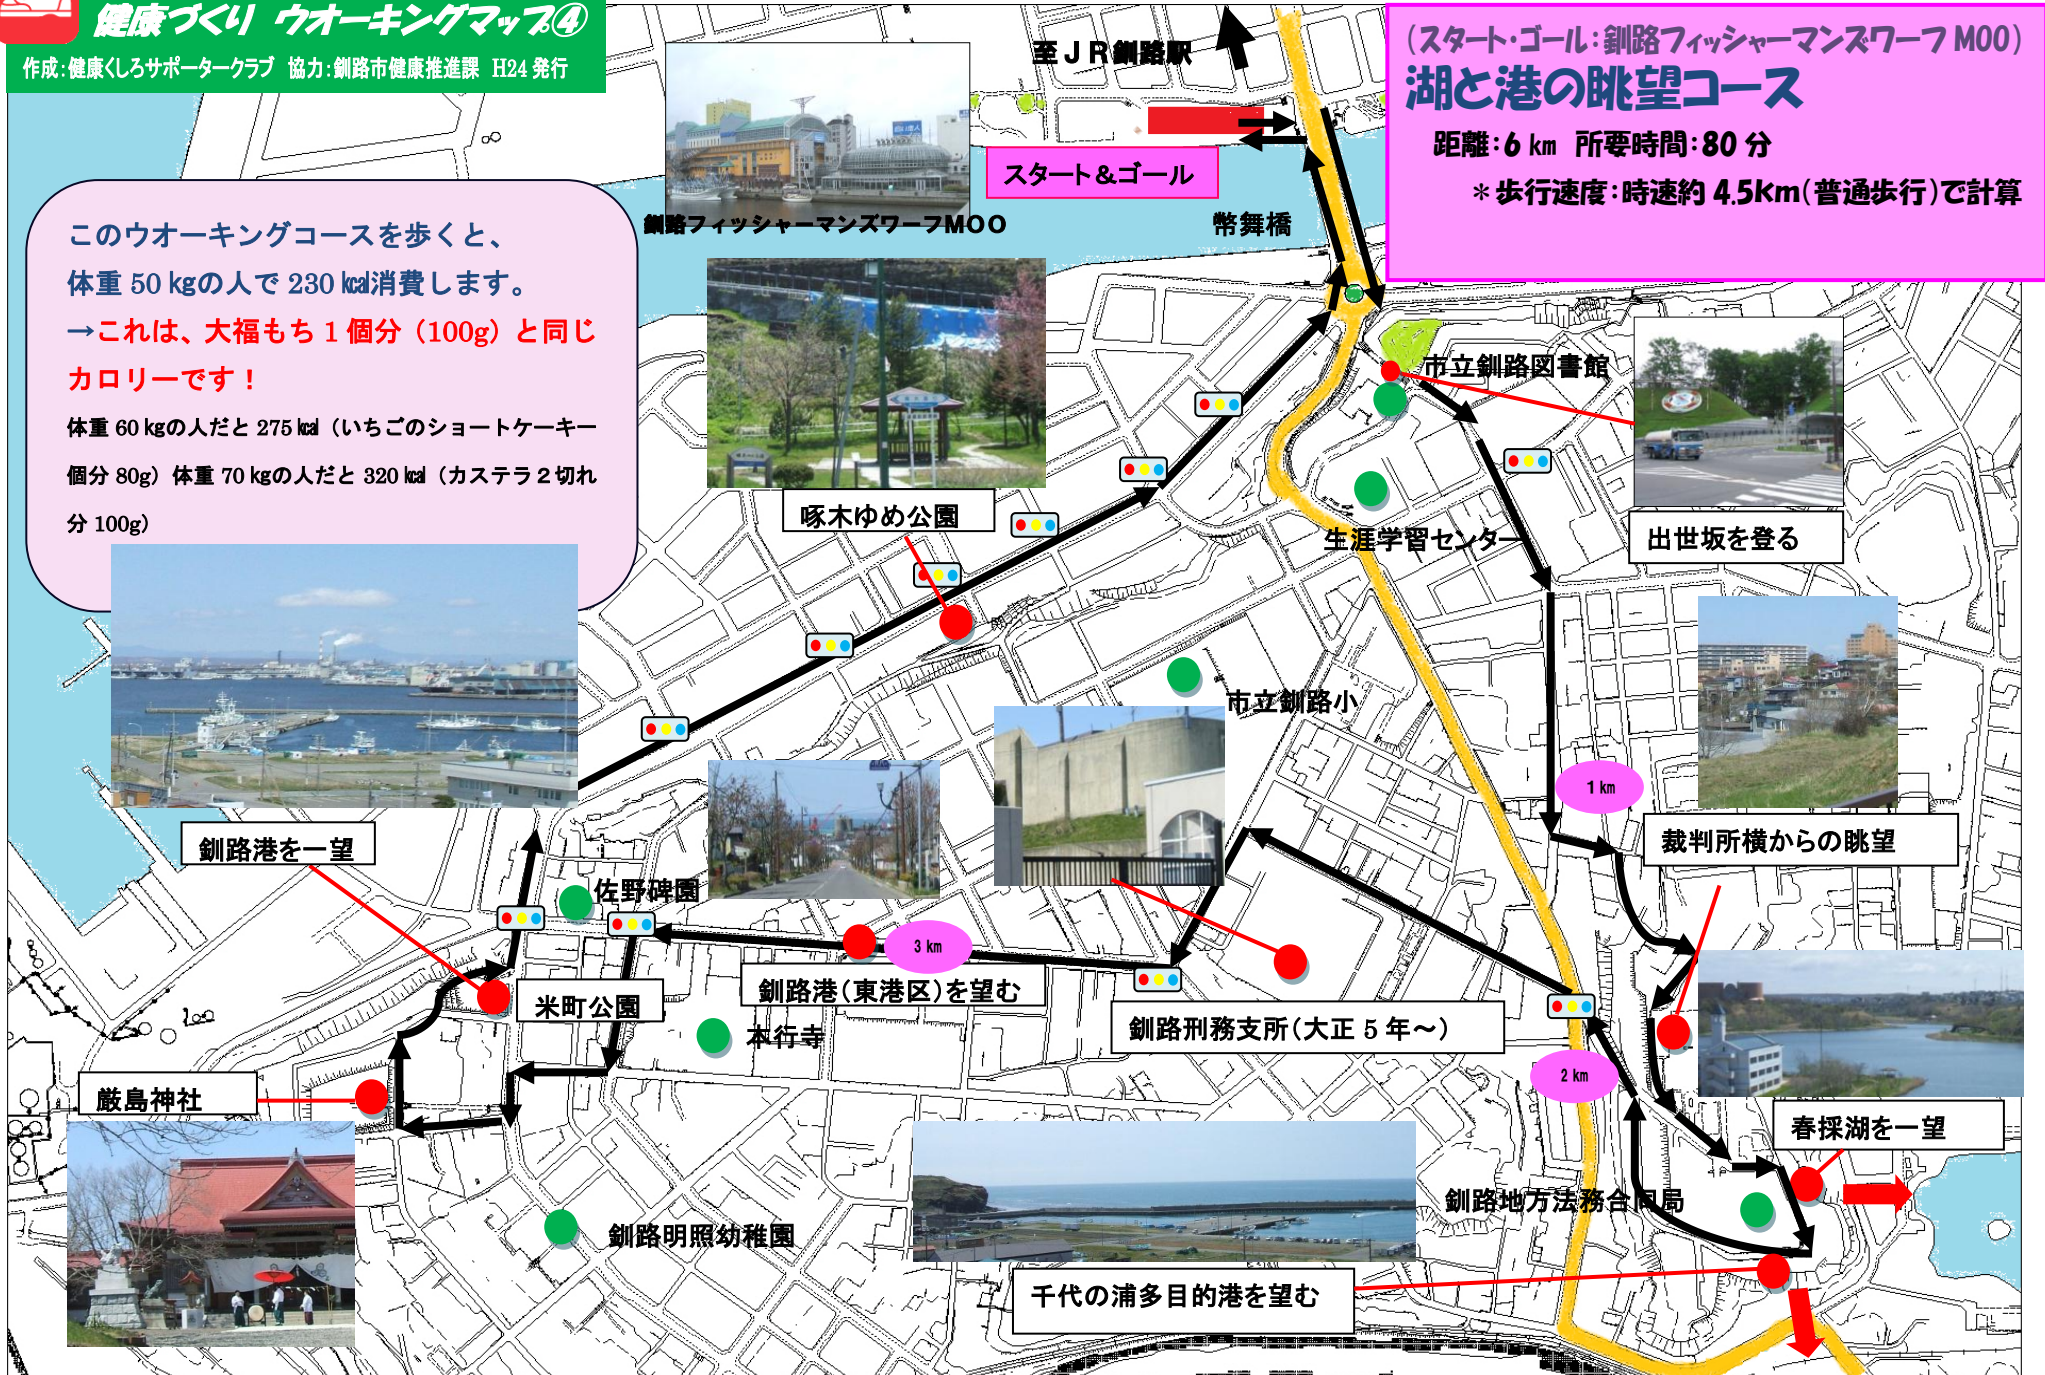 健康づくり ウオーキングマップ④
作成：健康くしろサポータークラブ 協力：釧路市健康推進課 H24 発行
（スタート・ゴール：釧路フィッシャーマンズワーフ MOO）
湖と港の眺望コース
距離：6 km 所要時間：80 分
＊歩行速度：時速約 4.5km（普通歩行）で計算
至ＪＲ釧路駅
スタート＆ゴール
釧路フィッシャーマンズワーフMOO
幣舞橋
このウオーキングコースを歩くと、
体重 50 kgの人で 230 kcal消費します。
→これは、大福もち 1 個分（100g）と同じ
カロリーです！
体重 60 kgの人だと 275 kcal（いちごのショートケーキ一
個分 80g）体重 70 kgの人だと 320 kcal（カステラ２切れ
分 100g）
市立釧路図書館
啄木ゆめ公園
生涯学習センター
出世坂を登る
市立釧路小
1 km
裁判所横からの眺望
釧路港を一望
佐野碑園
3 km
釧路港（東港区）を望む
米町公園
本行寺
釧路刑務支所（大正 5 年～）
2 km
厳島神社
春採湖を一望
釧路地方法務合同局
釧路明照幼稚園
千代の浦多目的港を望む